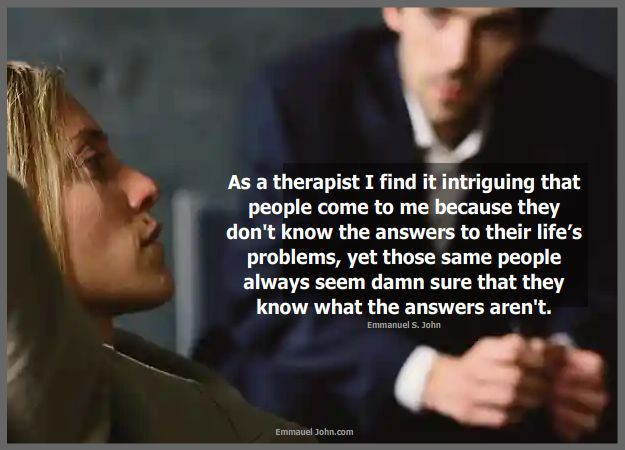 As a therapist I find it intriguing that
people come to me because they
don't know the answers to their life’s
problems, yet those same people
always seem damn sure that they
know what the answers aren't.
Emmanuel S. John
Emmauel John.com